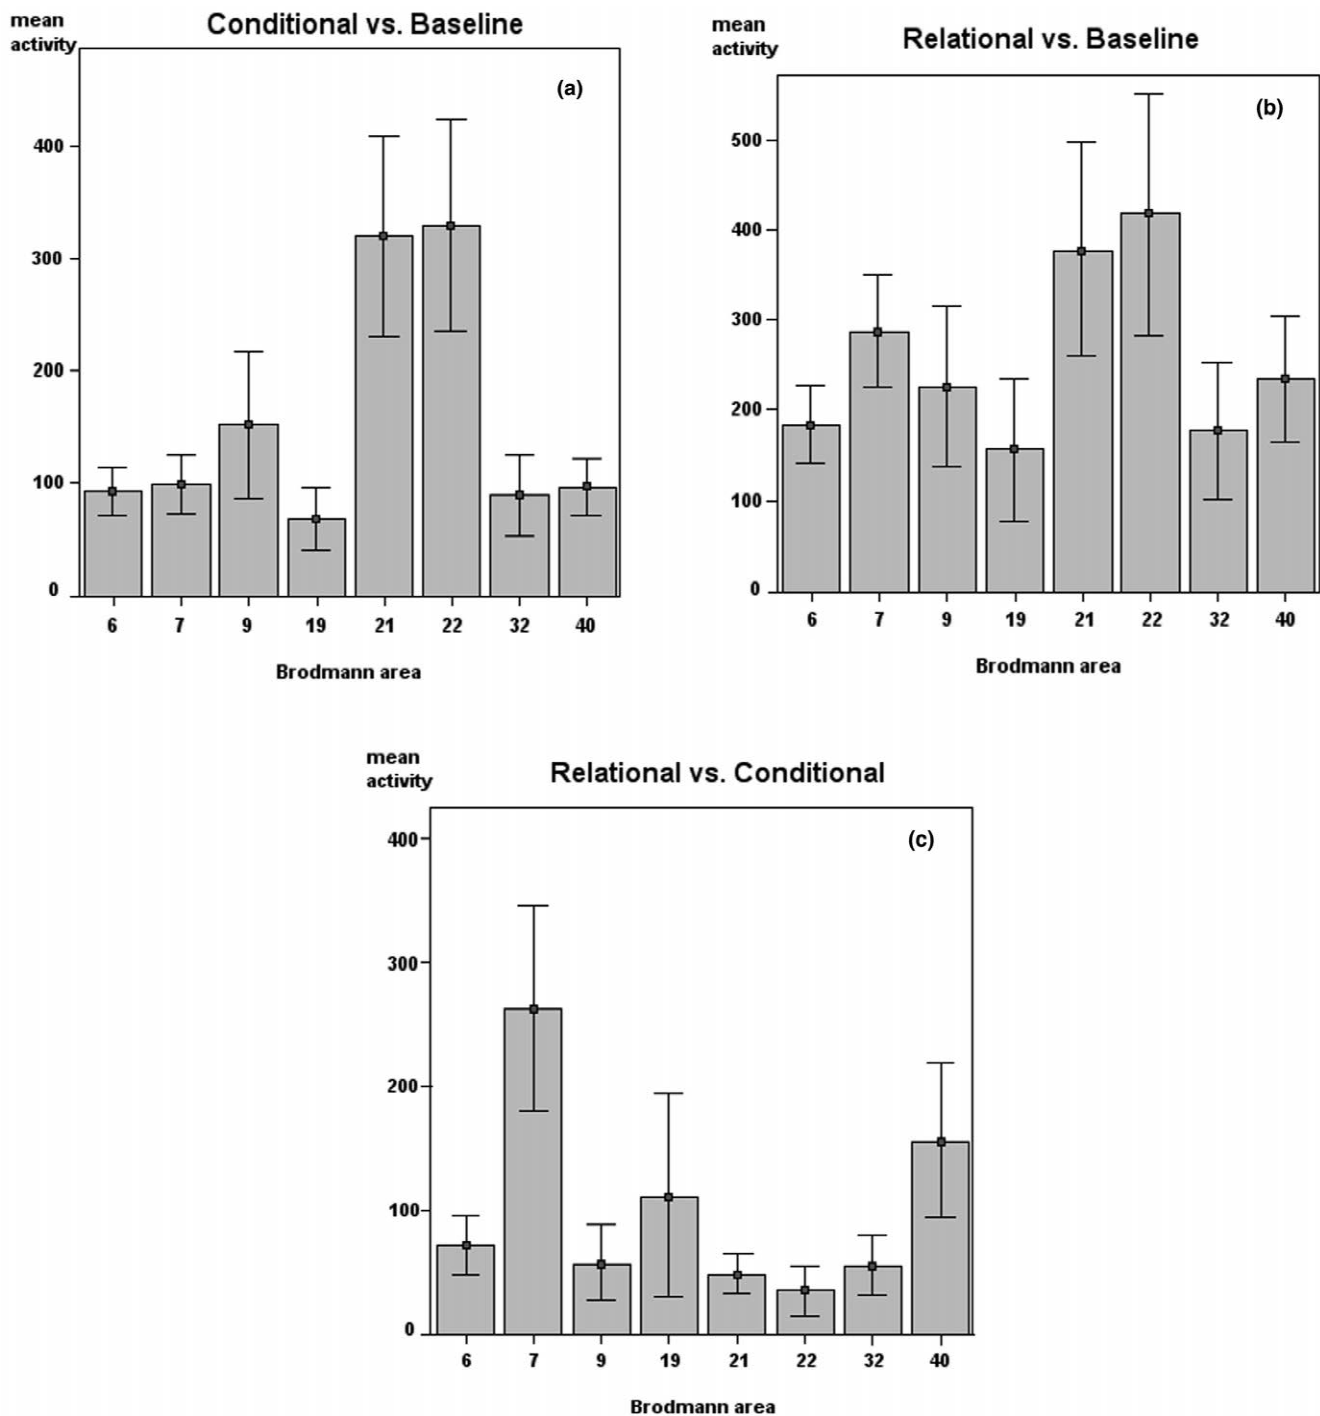 mean
activity
Conditional vs. Baseline
(a)
400
300
200
100
0
6 7 9 19 21 22 32 40
Brodmann area
mean
activity
Relational vs. Baseline
(b)
500
400
300
200
100
0
6 7 9 19 21 22 32 40
Brodmann area
mean
activity
Relational vs. Conditional
(c)
400
300
200
100
0
6 7 9 19 21 22 32 40
Brodmann area